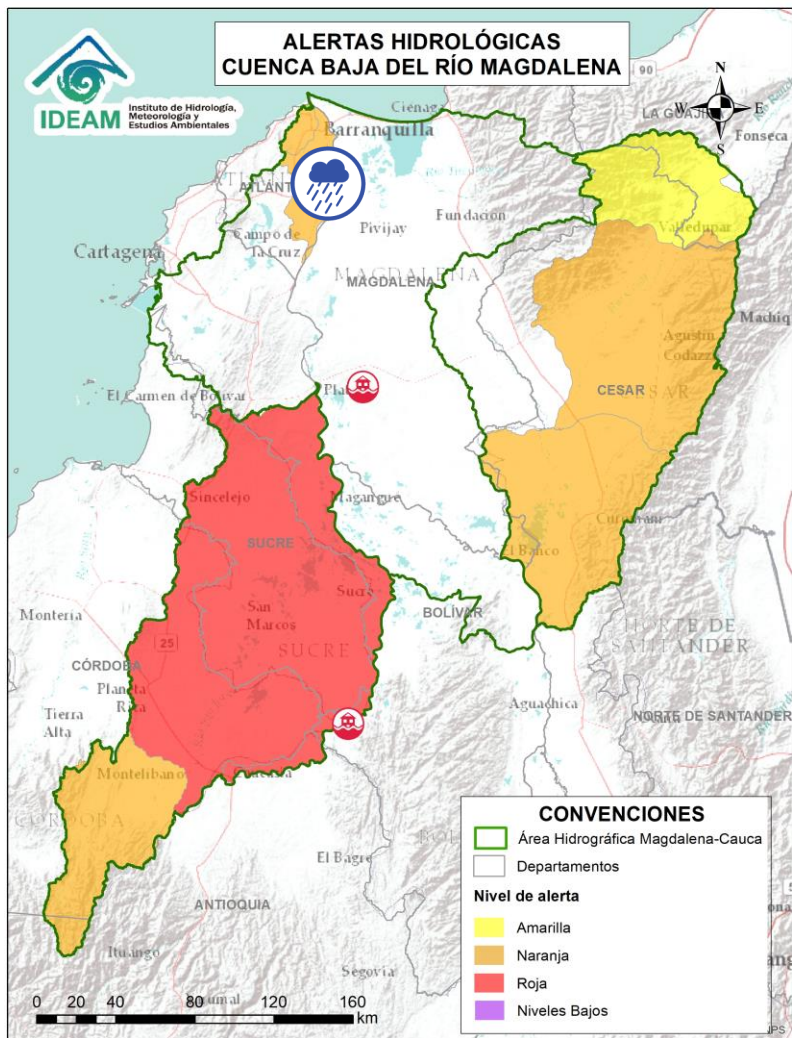 ALERTAS HIDROLÓGICAS
CUENCA BAJA DEL RÍO MAGDALENA
IDEAM
Instituto de Hidrología,
Meteorología y
Estudios Ambientales
N
W E
S
90
LA GUAJIRA
Ciénaga
Barranquilla
Fonseca
Fundación
Pivijay
Valledupar
Campo de
la Cruz
Cartagena
MAGDALENA
MAGDALENA
Agustín
Codazzi
El Carmen de Bolívar
CESAR
Sincelejo
Magangue
Curumaní
SUCRE
El Banco
Sucre
BOLÍVAR
San
Marcos
Montería
SUCRE
NORTE DE
SANTANDER
25
CÓRDOBA
Planeta
Rica
Aguachica
Tierra
Alta
NORTE DE SANTANDER
Montelíbano
CÓRDOBA
El Bagre
ANTIOQUIA
Ituango
Segovia
0 20 40 80 120 160
km
CONVENCIONES
Área Hidrográfica Magdalena-Cauca
Departamentos
Nivel de alerta
Amarilla
Naranja
Roja
Niveles Bajos